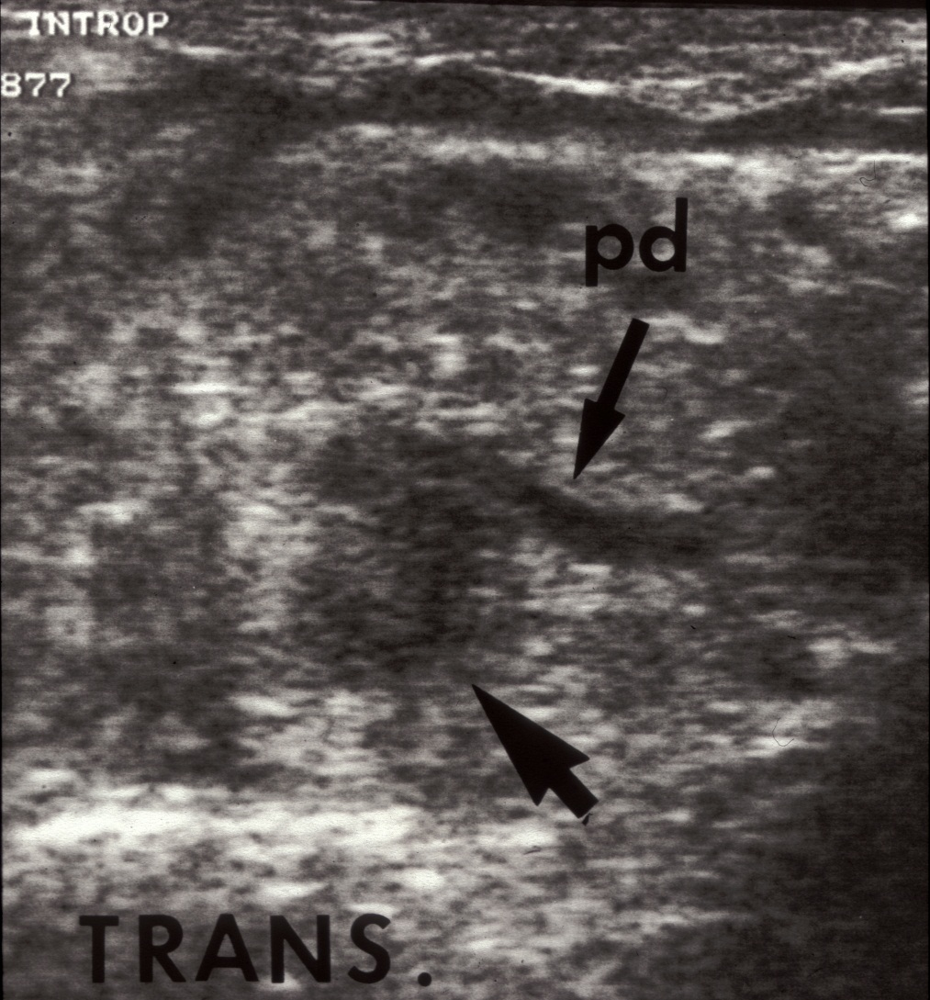 INTROP
877
pd
TRANS.